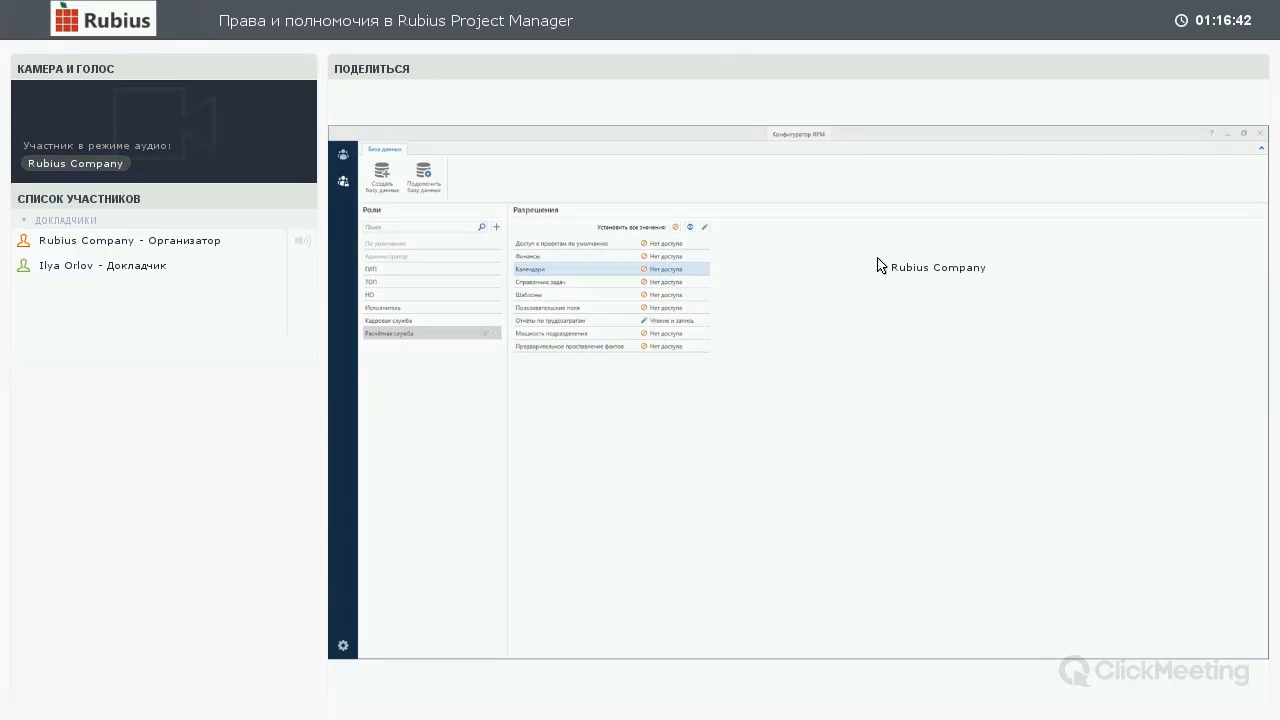 Rubius
Права и полномочия в Rubius Project Manager
01:16:42
КАМЕРА И ГОЛОС
Участник в режиме аудио:
Rubius Company
СПИСОК УЧАСТНИКОВ
ДОКЛАДЧИКИ
Rubius Company - Организатор
Ilya Orlov - Докладчик
ПОДЕЛИТЬСЯ
Конфигуратор RPM
База данных
Создать
базу данных
Подключить
базу данных
Роли
Поиск
По умолчанию
Администратор
ГИП
ТОП
НО
Исполнитель
Кадровая служба
Расчётная служба
Разрешения
Установить все значения:
Доступ к проектам по умолчанию Нет доступа
Финансы Нет доступа
Календари Нет доступа
Справочник задач Нет доступа
Шаблоны Нет доступа
Пользовательские поля Нет доступа
Отчёты по трудозатратам Чтение и запись
Мощность подразделения Нет доступа
Предварительное проставление фактов Нет доступа
Rubius Company
ClickMeeting